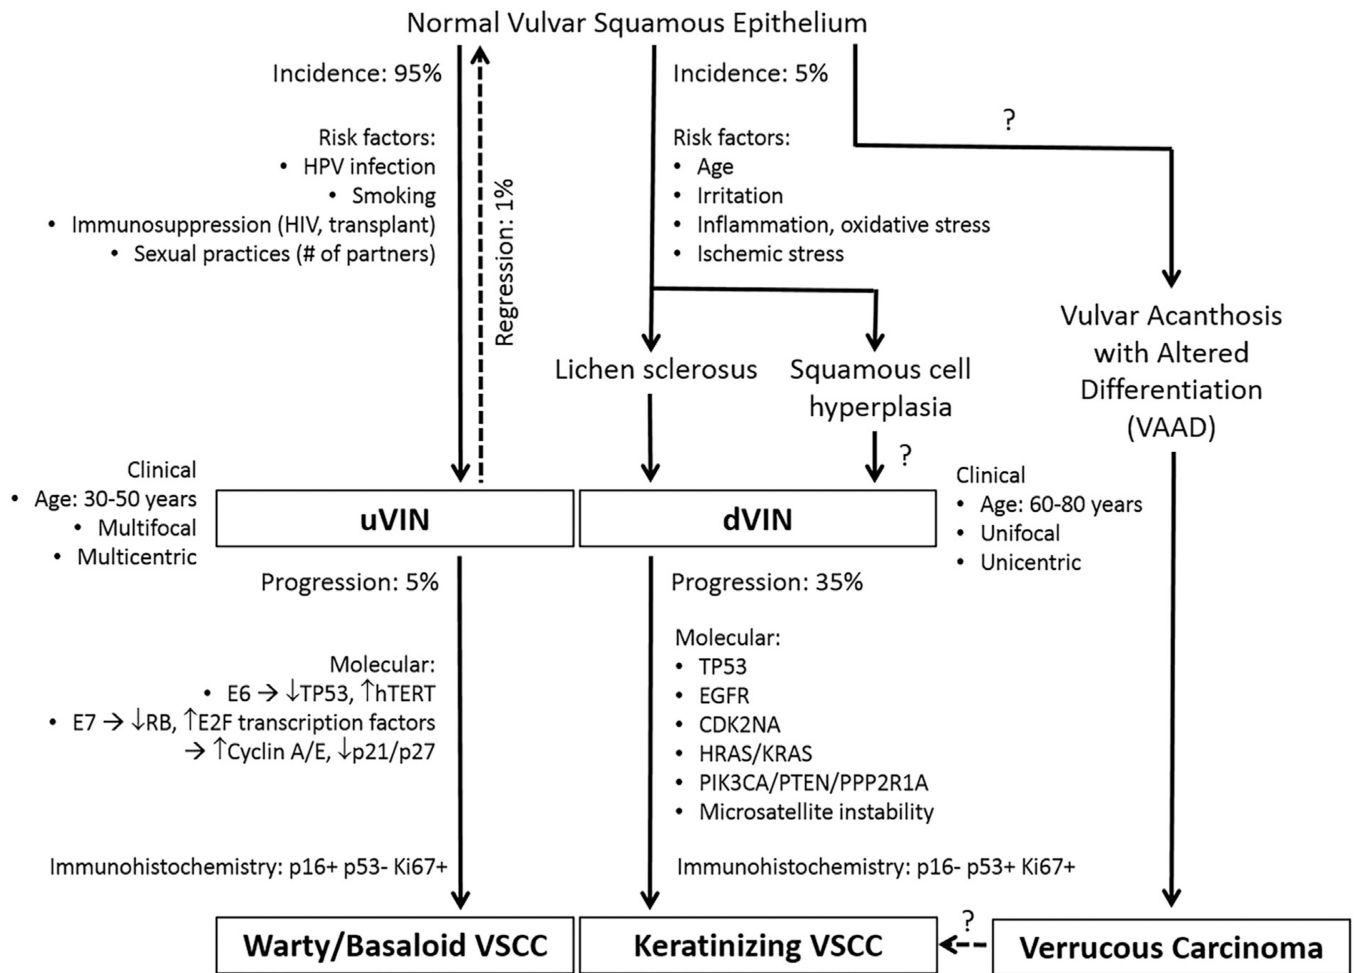 Normal Vulvar Squamous Epithelium
Incidence: 95%
Risk factors:
• HPV infection
• Smoking
• Immunosuppression (HIV, transplant)
• Sexual practices (# of partners)
Regression: 1%
Incidence: 5%
Risk factors:
• Age
• Irritation
• Inflammation, oxidative stress
• Ischemic stress
?
Lichen sclerosus
Squamous cell
hyperplasia
?
Vulvar Acanthosis
with Altered
Differentiation
(VAAD)
Clinical
• Age: 30-50 years
• Multifocal
• Multicentric
uVIN
dVIN
Clinical
• Age: 60-80 years
• Unifocal
• Unicentric
Progression: 5%
Molecular:
• E6 → ↓TP53, ↑hTERT
• E7 → ↓RB, ↑E2F transcription factors
→ ↑Cyclin A/E, ↓p21/p27
Immunohistochemistry: p16+ p53- Ki67+
Progression: 35%
Molecular:
• TP53
• EGFR
• CDK2NA
• HRAS/KRAS
• PIK3CA/PTEN/PPP2R1A
• Microsatellite instability
Immunohistochemistry: p16- p53+ Ki67+
Warty/Basaloid VSCC
Keratinizing VSCC
?
Verrucous Carcinoma